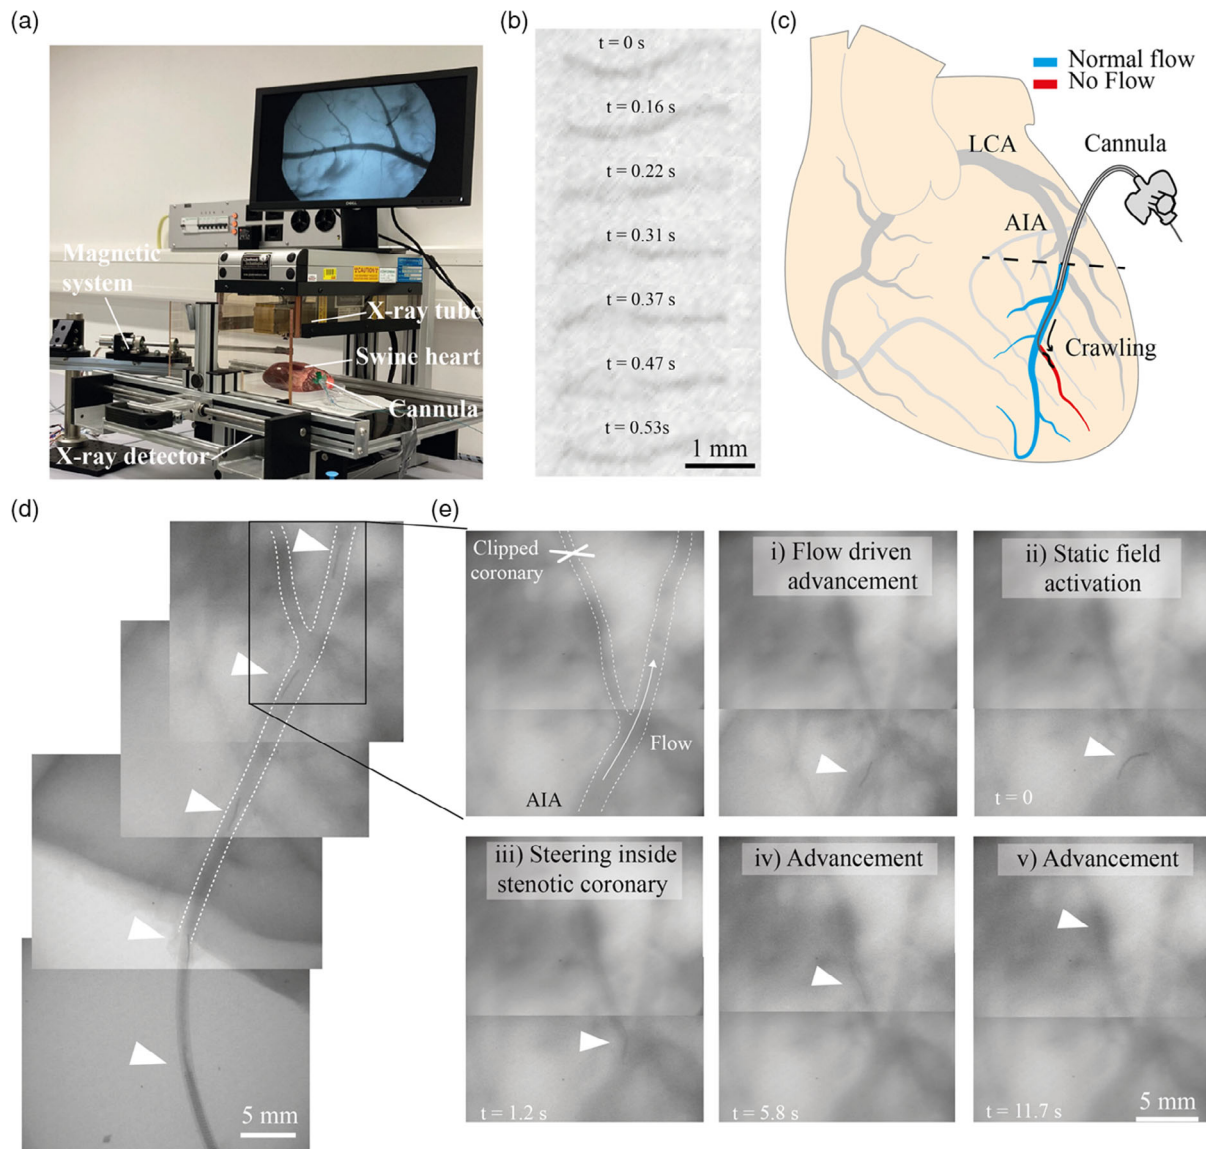 (a)
Magnetic
system
X-ray tube
Swine heart
Cannula
X-ray detector
DELL
CAUTION
(b)
t = 0 s
t = 0.16 s
t = 0.22 s
t = 0.31 s
t = 0.37 s
t = 0.47 s
t = 0.53s
1 mm
(c)
Normal flow
No Flow
LCA
Cannula
AIA
Crawling
(d)
5 mm
(e)
Clipped
coronary
Flow
AIA
i) Flow driven
advancement
ii) Static field
activation
t = 0
iii) Steering inside
stenotic coronary
t = 1.2 s
iv) Advancement
t = 5.8 s
v) Advancement
t = 11.7 s
5 mm